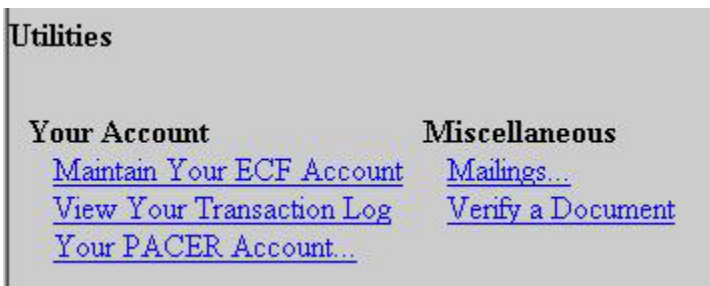 Utilities
Your Account
Maintain Your ECF Account
View Your Transaction Log
Your PACER Account...
Miscellaneous
Mailings...
Verify a Document